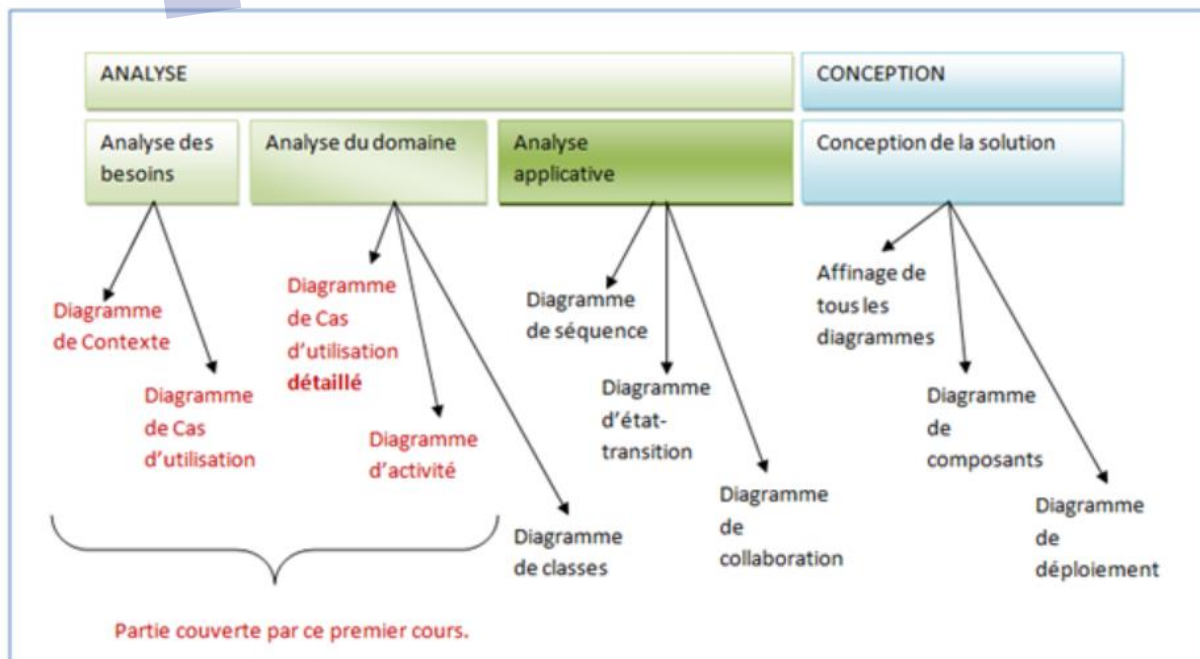 ANALYSE
CONCEPTION
Analyse des
besoins
Analyse du domaine
Analyse
applicative
Conception de la solution
Diagramme
de Contexte
Diagramme
de Cas
d’utilisation
Diagramme
de Cas
d’utilisation
détaillé
Diagramme
d’activité
Diagramme
de classes
Diagramme
de séquence
Diagramme
d’état-
transition
Diagramme
de
collaboration
Affinage de
tous les
diagrammes
Diagramme
de
composants
Diagramme
de
déploiement
Partie couverte par ce premier cours.